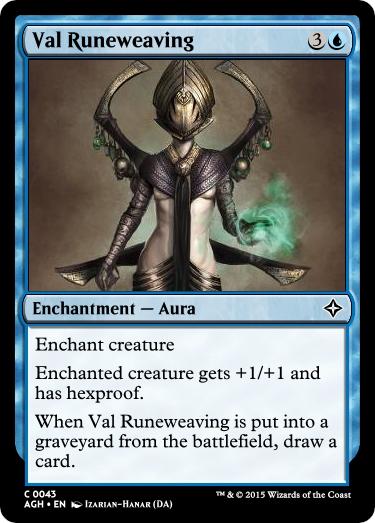 Val Runeweaving 3
Enchantment — Aura
Enchant creature
Enchanted creature gets +1/+1 and
has hexproof.
When Val Runeweaving is put into a
graveyard from the battlefield, draw a
card.
C 0043
AGH • EN Izarian-Hanar (DA)
™ & © 2015 Wizards of the Coast